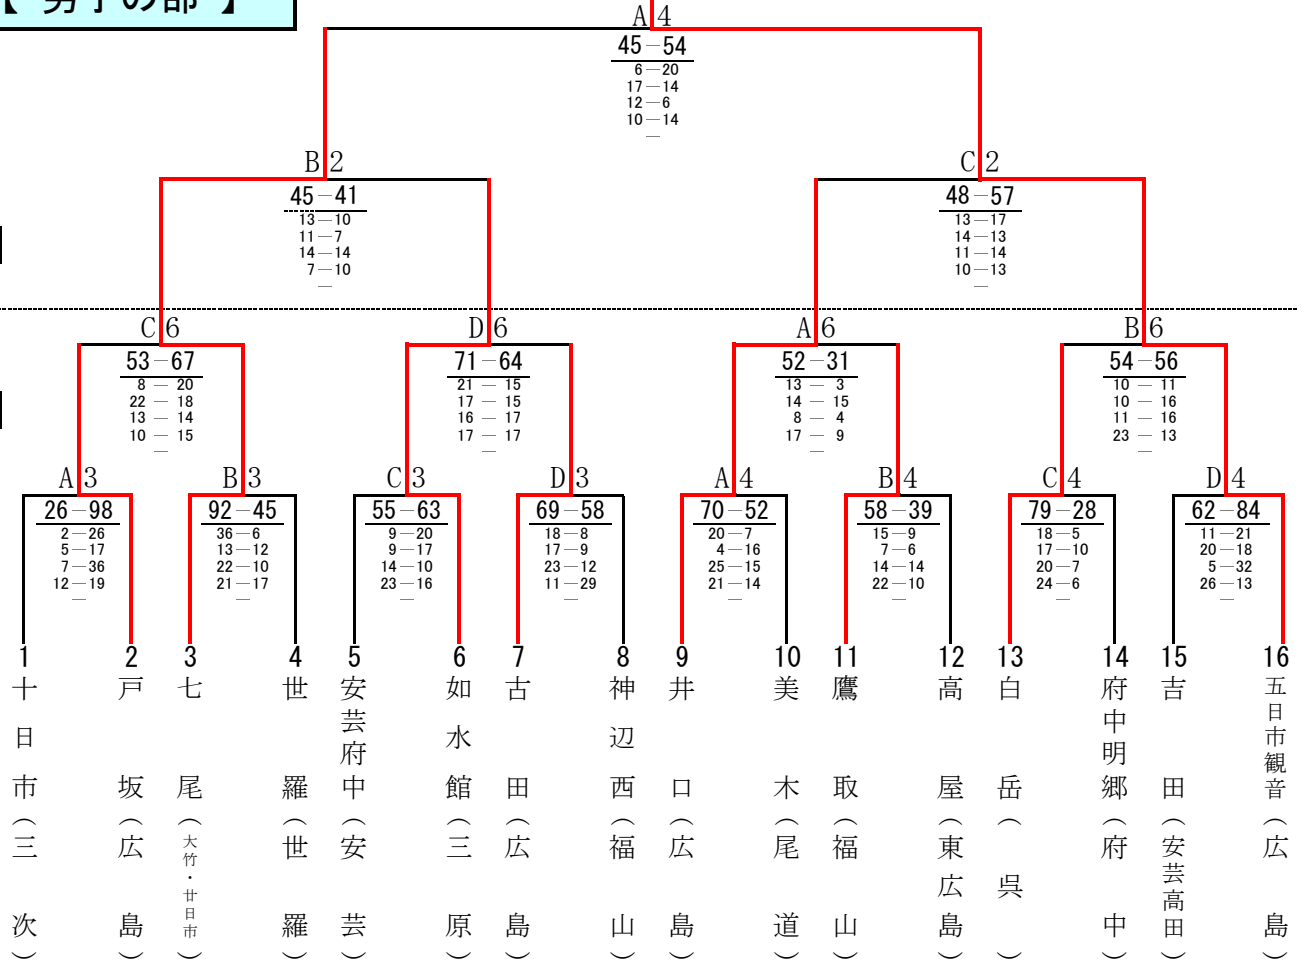 【 男子の部 】
A 4
45－54
6－20
17－14
12－6
10－14
－
B 2
45－41
13－10
11－7
14－14
7－10
－
C 2
48－57
13－17
14－13
11－14
10－13
－
C 6
53－67
8 － 20
22 － 18
13 － 14
10 － 15
－
D 6
71－64
21 － 15
17 － 15
16 － 17
17 － 17
－
A 6
52－31
13 － 3
14 － 15
8 － 4
17 － 9
－
B 6
54－56
10 － 11
10 － 16
11 － 16
23 － 13
－
A 3
26－98
2－26
5－17
7－36
12－19
－
B 3
92－45
36－6
13－12
22－10
21－17
－
C 3
55－63
9－20
9－17
14－10
23－16
－
D 3
69－58
18－8
17－9
23－12
11－29
－
A 4
70－52
20－7
4－16
25－15
21－14
－
B 4
58－39
15－9
7－6
14－14
22－10
－
C 4
79－28
18－5
17－10
20－7
24－6
－
D 4
62－84
11－21
20－18
5－32
26－13
－
1
十日市（三次）
2
戸坂（広島）
3
七尾（大竹・廿日市）
4
世羅（世羅）
5
安芸府中（安芸）
6
如水館（三原）
7
古田（広島）
8
神辺西（福山）
9
井口（広島）
10
美木（尾道）
11
鷹取（福山）
12
高屋（東広島）
13
白岳（呉）
14
府中明郷（府中）
15
吉田（安芸高田）
16
五日市観音（広島）